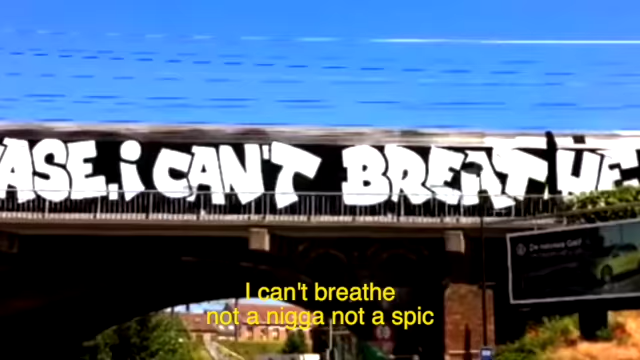 ASE. i CAN'T BREATHE
I can't breathe
not a nigga not a spic